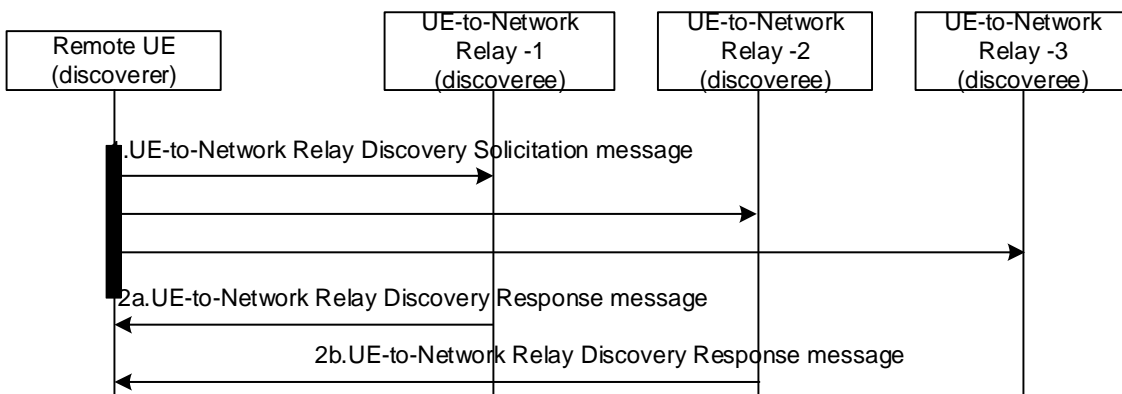 Remote UE
(discoverer)
UE-to-Network
Relay -1
(discoveree)
UE-to-Network
Relay -2
(discoveree)
UE-to-Network
Relay -3
(discoveree)
1.UE-to-Network Relay Discovery Solicitation message
2a.UE-to-Network Relay Discovery Response message
2b.UE-to-Network Relay Discovery Response message